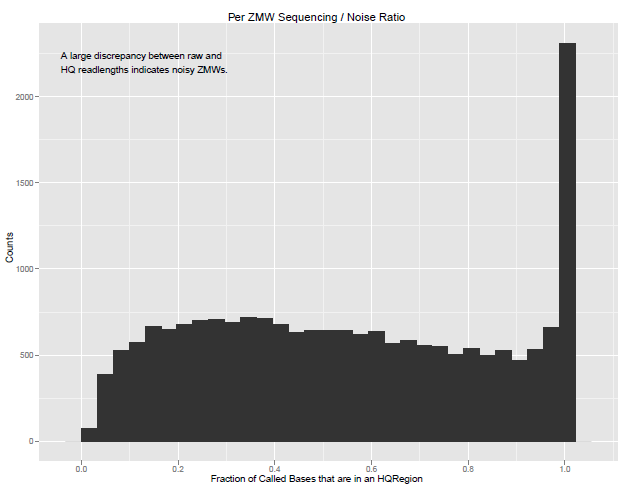 Per ZMW Sequencing / Noise Ratio
A large discrepancy between raw and
HQ readlengths indicates noisy ZMWs.
2000
1500
1000
500
0
Counts
0.0 0.2 0.4 0.6 0.8 1.0
Fraction of Called Bases that are in an HQRegion